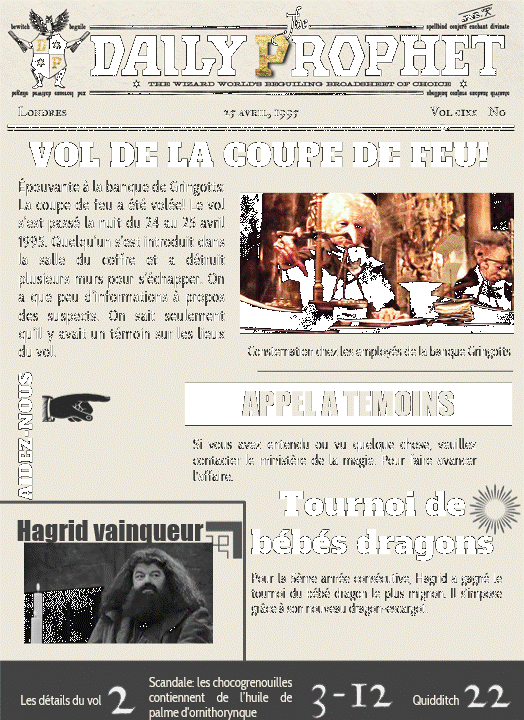 The
DAILY PROPHET
bewitch
beguile
spellbind conjure enchant divinate
THE WIZARD WORLD'S BEGUILING BROADSHEET OF CHOICE
LONDRES
25 AVRIL, 1995
VOL CIXX No
VOL DE LA COUPE DE FEU!
Épouvante à la banque de Gringotts.
La coupe de feu a été volée! Le vol
s'est passé la nuit du 24 au 25 avril
1995. Quelqu'un s'est introduit dans
la salle du coffre et a détruit
plusieurs murs pour s'échapper. On
a que peu d'informations à propos
des suspects. On sait seulement
qu'il y avait un témoin sur les lieux
du vol.
Consternation chez les employés de la banque Gringotts
AIDEZ NOUS
APPEL A TEMOINS
Si vous avez entendu ou vu quelque chose, veuillez
contacter le ministère de la magie. Pour faire avancer
l'affaire.
Tournoi de
bébés dragons
Hagrid vainqueur
Pour la 5ème année consécutive, Hagrid a gagné le
tournoi du bébé dragon le plus mignon. Il s'impose
grâce à son nouveau dragon-escargot.
Les détails du vol 2
Scandale: les chocogrenouilles
contiennent de l'huile de
palme d'ornithorynque
3-12
Quidditch 22